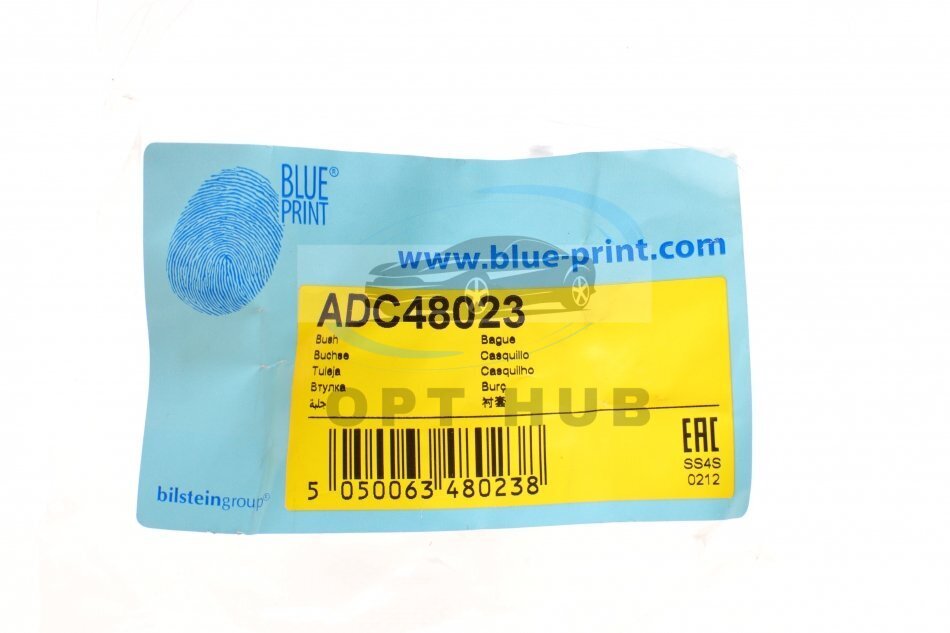 BLUE®
PRINT
www.blue-print.com
ADC48023
Bush
Bague
Buchse
Casquillo
Tuleja
Casquilho
Втулка
Burç
جلبة
衬套
OPT HUB
EAC
SS4S
0212
5 050063 480238
bilsteingroup®